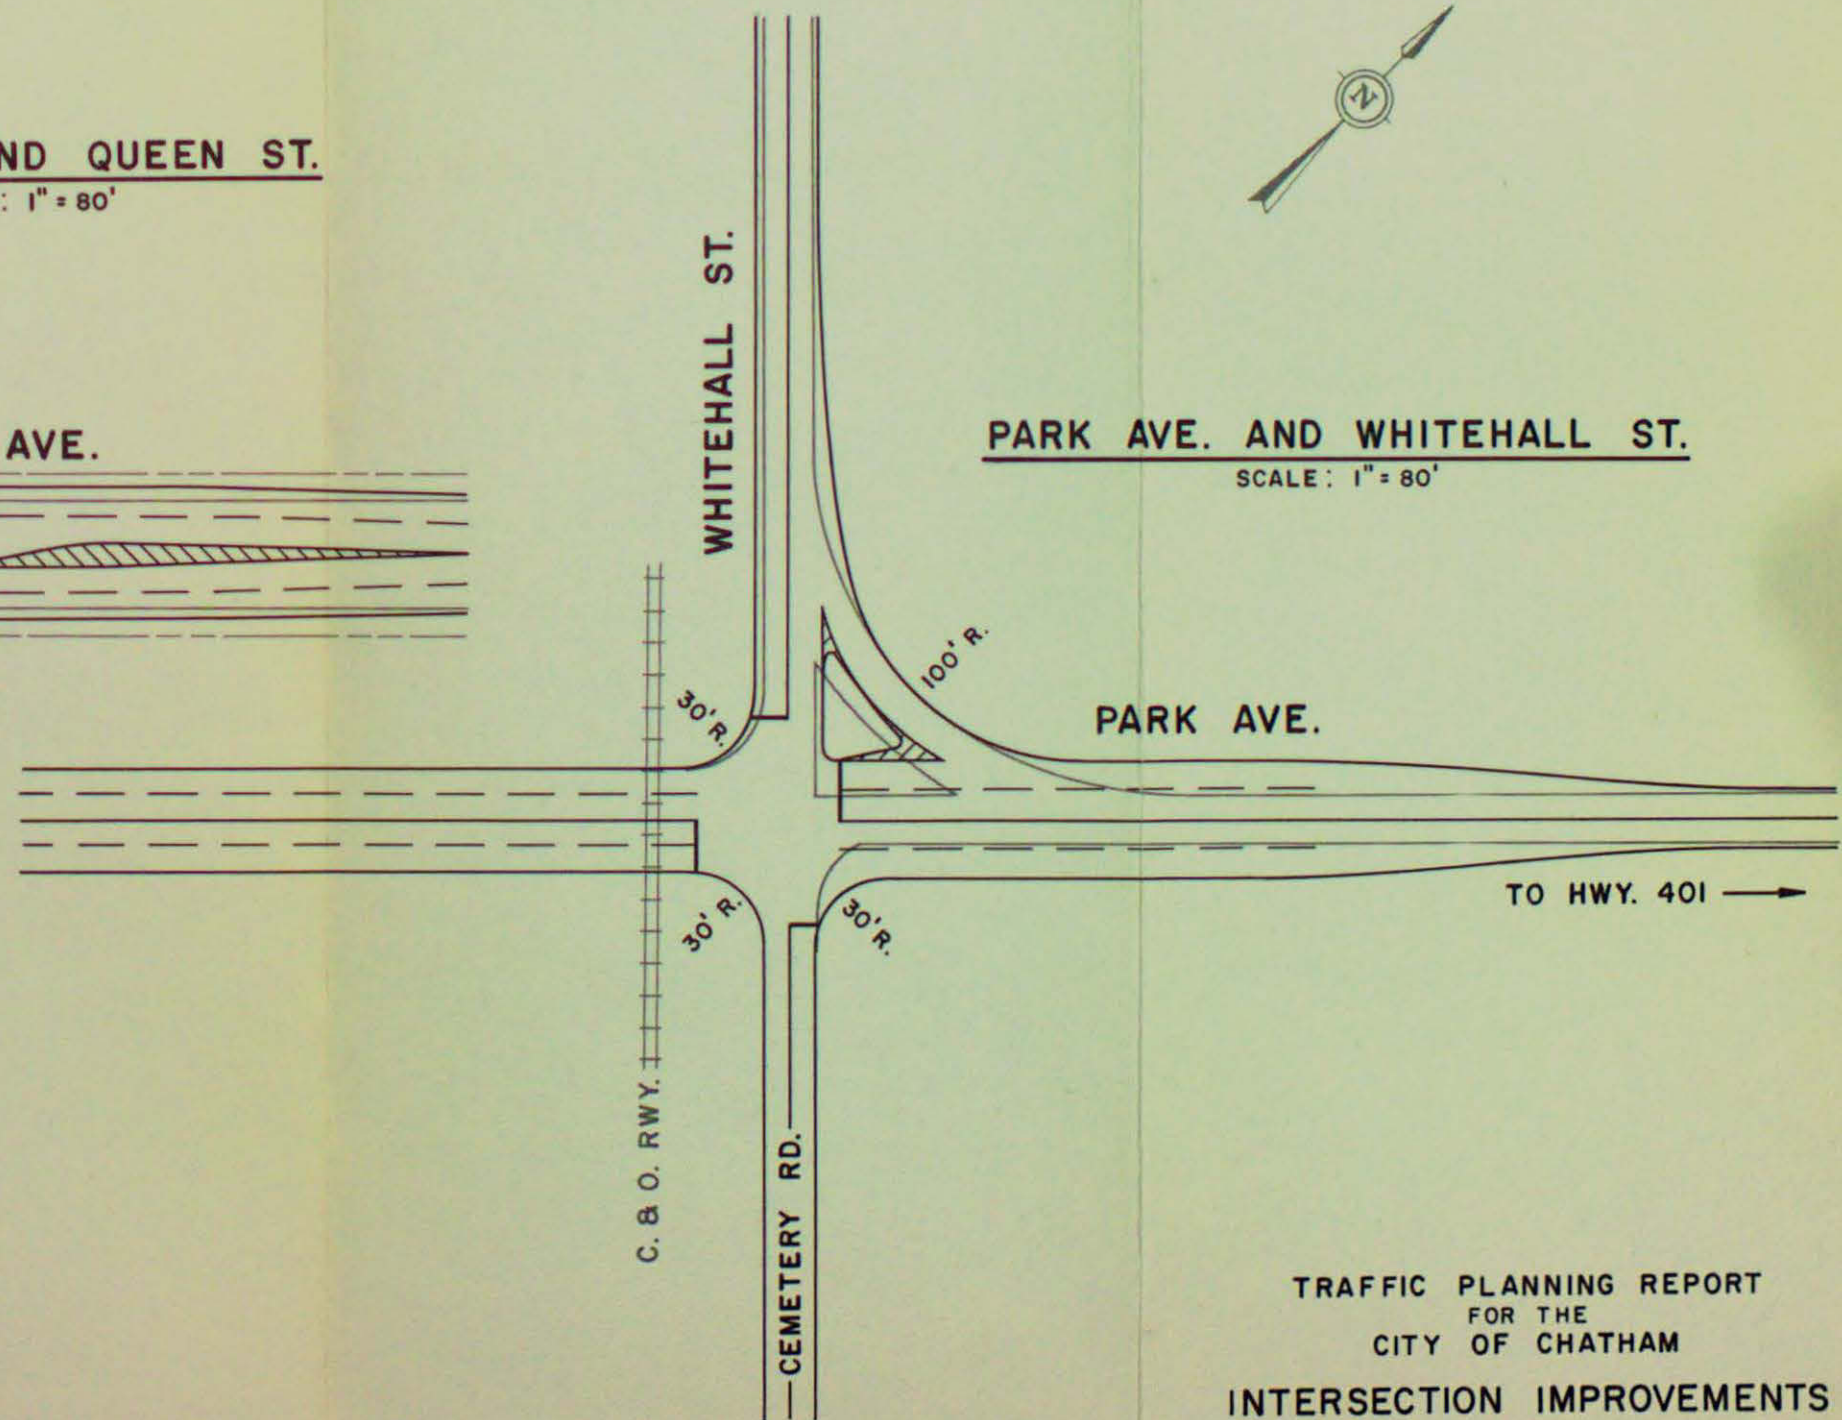 N
ND QUEEN ST.
: 1" = 80'
WHITEHALL ST.
AVE.
PARK AVE. AND WHITEHALL ST.
SCALE: 1" = 80'
100' R.
30' R.
PARK AVE.
TO HWY. 401
30' R.
30' R.
C. & O. RWY.
CEMETERY RD.
TRAFFIC PLANNING REPORT
FOR THE
CITY OF CHATHAM
INTERSECTION IMPROVEMENTS